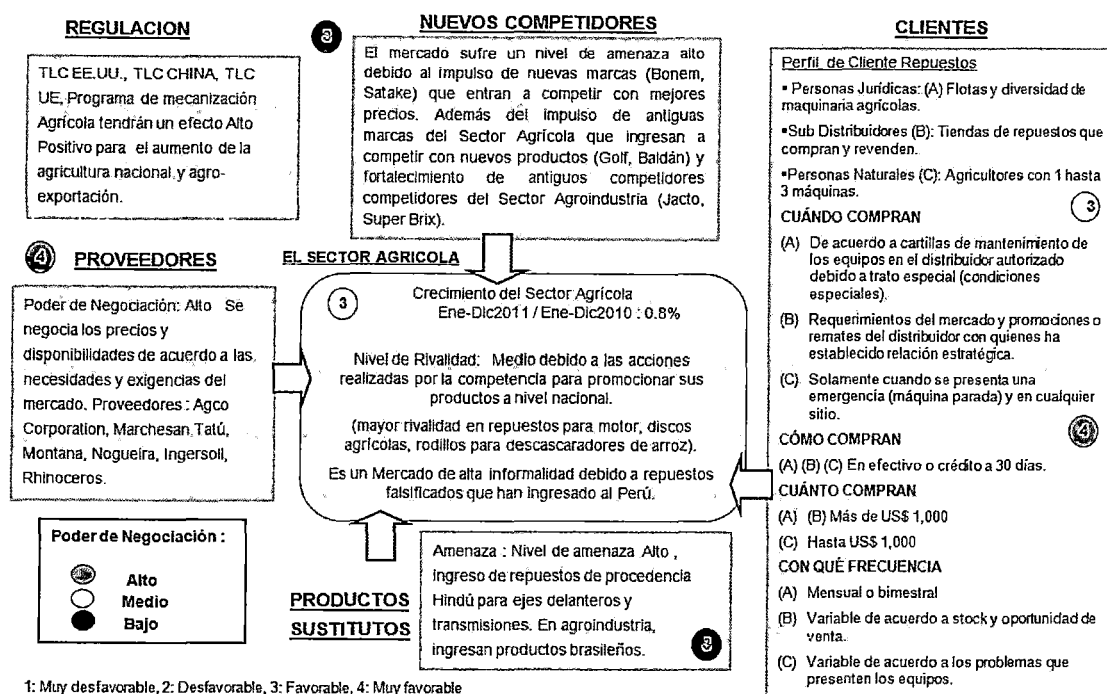 REGULACION
TLC EE.UU., TLC CHINA, TLC
UE, Programa de mecanización
Agrícola tendrán un efecto Alto
Positivo para el aumento de la
agricultura nacional y agro-
exportación.
NUEVOS COMPETIDORES
El mercado sufre un nivel de amenaza alto
debido al impulso de nuevas marcas (Bonem,
Satake) que entran a competir con mejores
precios. Además del impulso de antiguas
marcas del Sector Agrícola que ingresan a
competir con nuevos productos (Golf, Baldán) y
fortalecimiento de antiguos competidores
competidores del Sector Agroindustria (Jacto,
Super Brix).
4 PROVEEDORES
Poder de Negociación: Alto Se
negocia los precios y
disponibilidades de acuerdo a las
necesidades y exigencias del
mercado. Proveedores : Agco
Corporation, Marchesan Tatú,
Montana, Nogueira, Ingersoll,
Rhinoceros.
EL SECTOR AGRICOLA
3
Crecimiento del Sector Agrícola
Ene-Dic2011 / Ene-Dic2010 : 0.8%
Nivel de Rivalidad: Medio debido a las acciones
realizadas por la competencia para promocionar sus
productos a nivel nacional.
(mayor rivalidad en repuestos para motor, discos
agrícolas, rodillos para descascaradores de arroz).
Es un Mercado de alta informalidad debido a repuestos
falsificados que han ingresado al Perú.
Poder de Negociación :
Alto
Medio
Bajo
PRODUCTOS
SUSTITUTOS
Amenaza : Nivel de amenaza Alto ,
ingreso de repuestos de procedencia
Hindú para ejes delanteros y
transmisiones. En agroindustria,
ingresan productos brasileños.
CLIENTES
Perfil de Cliente Repuestos
▪ Personas Jurídicas: (A) Flotas y diversidad de
maquinaria agrícolas.
▪Sub Distribuidores (B): Tiendas de repuestos que
compran y revenden.
▪Personas Naturales (C): Agricultores con 1 hasta
3 máquinas.
3
CUÁNDO COMPRAN
(A) De acuerdo a cartillas de mantenimiento de
los equipos en el distribuidor autorizado
debido a trato especial (condiciones
especiales).
(B) Requerimientos del mercado y promociones o
remates del distribuidor con quienes ha
establecido relación estratégica.
(C) Solamente cuando se presenta una
emergencia (máquina parada) y en cualquier
sitio.
4
CÓMO COMPRAN
(A) (B) (C) En efectivo o crédito a 30 días.
CUÁNTO COMPRAN
(A) (B) Más de US$ 1,000
(C) Hasta US$ 1,000
CON QUÉ FRECUENCIA
(A) Mensual o bimestral
(B) Variable de acuerdo a stock y oportunidad de
venta.
(C) Variable de acuerdo a los problemas que
presenten los equipos.
1: Muy desfavorable, 2: Desfavorable, 3: Favorable, 4: Muy favorable